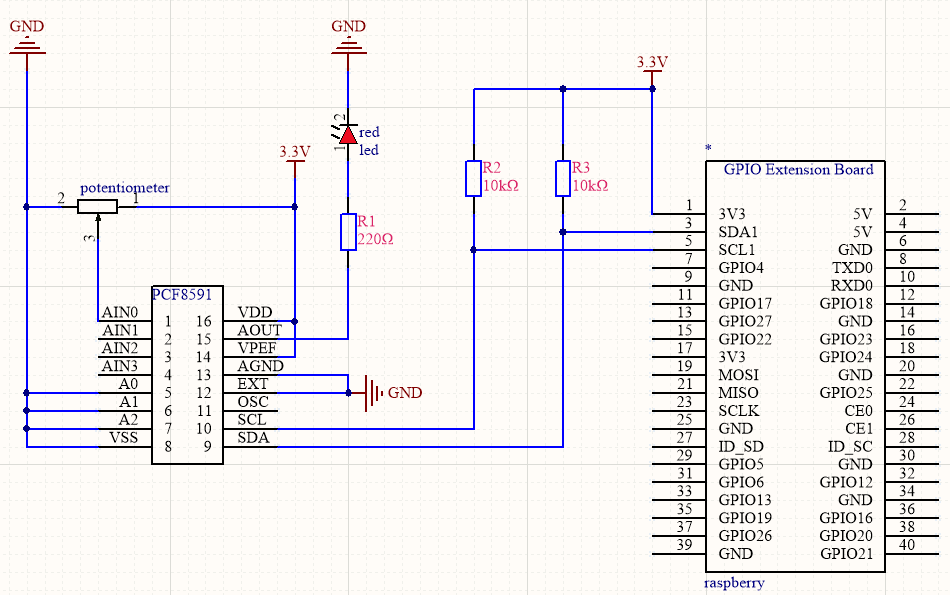 GND
GND
3.3V
2
1
red
led
3.3V
potentiometer
2
1
3
R1
220Ω
R2
10kΩ
R3
10kΩ
PCF8591
AIN0 1 16 VDD
AIN1 2 15 AOUT
AIN2 3 14 VPEF
AIN3 4 13 AGND
A0 5 12 EXT
A1 6 11 OSC
A2 7 10 SCL
VSS 8 9 SDA
GND
*
GPIO Extension Board
1 3V3 5V 2
3 SDA1 5V 4
5 SCL1 GND 6
7 GPIO4 TXD0 8
9 GND RXD0 10
11 GPIO17 GPIO18 12
13 GPIO27 GND 14
15 GPIO22 GPIO23 16
17 3V3 GPIO24 18
19 MOSI GND 20
21 MISO GPIO25 22
23 SCLK CE0 24
25 GND CE1 26
27 ID_SD ID_SC 28
29 GPIO5 GND 30
31 GPIO6 GPIO12 32
33 GPIO13 GND 34
35 GPIO19 GPIO16 36
37 GPIO26 GPIO20 38
39 GND GPIO21 40
raspberry